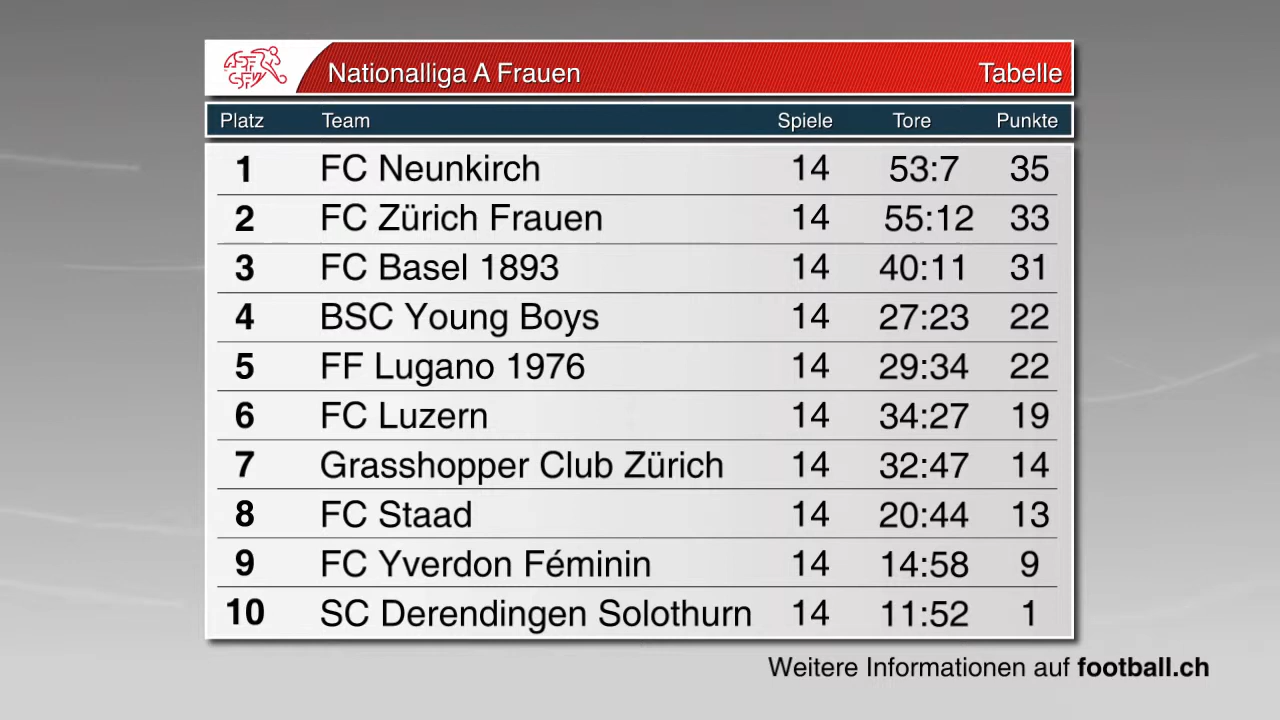 ASF
SFV
Nationalliga A Frauen Tabelle
Platz Team Spiele Tore Punkte
1 FC Neunkirch 14 53:7 35
2 FC Zürich Frauen 14 55:12 33
3 FC Basel 1893 14 40:11 31
4 BSC Young Boys 14 27:23 22
5 FF Lugano 1976 14 29:34 22
6 FC Luzern 14 34:27 19
7 Grasshopper Club Zürich 14 32:47 14
8 FC Staad 14 20:44 13
9 FC Yverdon Féminin 14 14:58 9
10 SC Derendingen Solothurn 14 11:52 1
Weitere Informationen auf football.ch